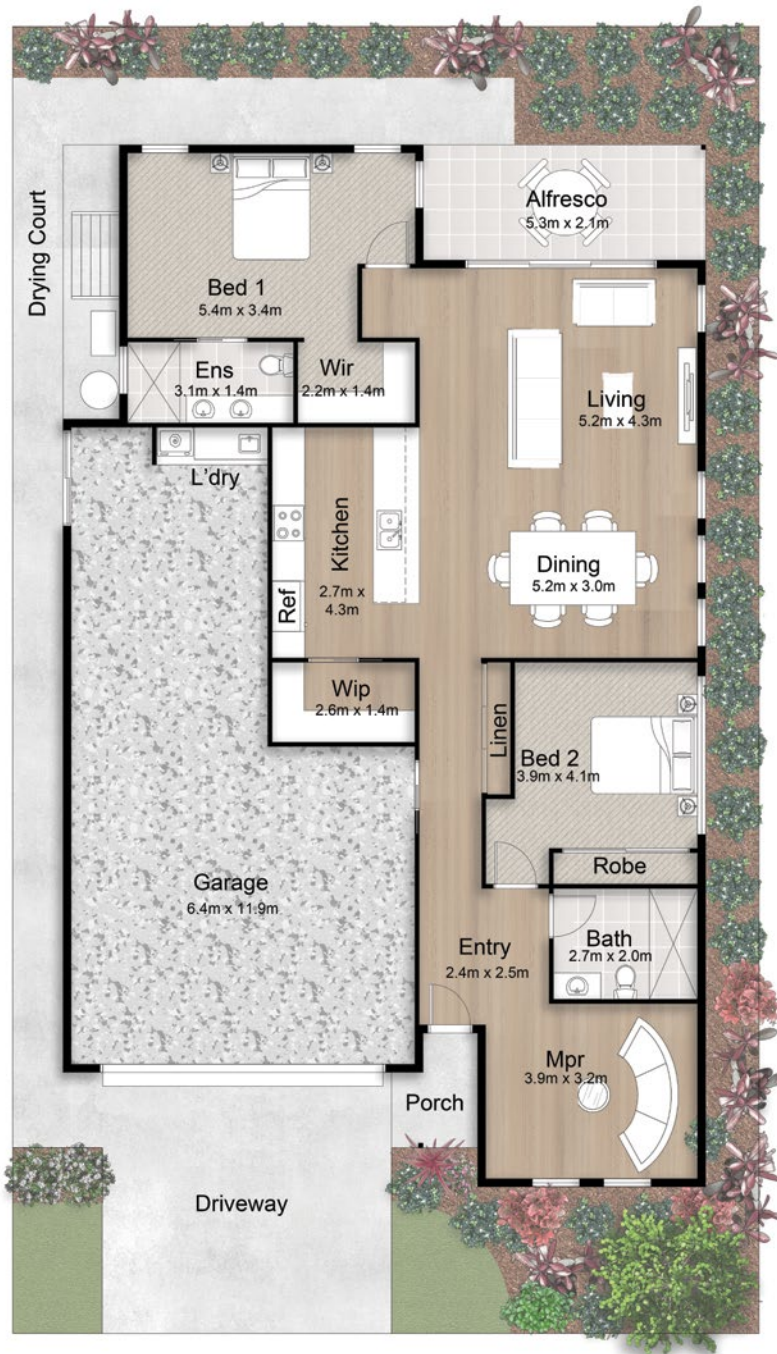 Drying Court
Alfresco
5.3m x 2.1m
Bed 1
5.4m x 3.4m
Ens
3.1m x 1.4m
Wir
2.2m x 1.4m
Living
5.2m x 4.3m
L'dry
Kitchen
2.7m x
4.3m
Ref
Dining
5.2m x 3.0m
Wip
2.6m x 1.4m
Linen
Bed 2
3.9m x 4.1m
Robe
Garage
6.4m x 11.9m
Entry
2.4m x 2.5m
Bath
2.7m x 2.0m
Mpr
3.9m x 3.2m
Porch
Driveway